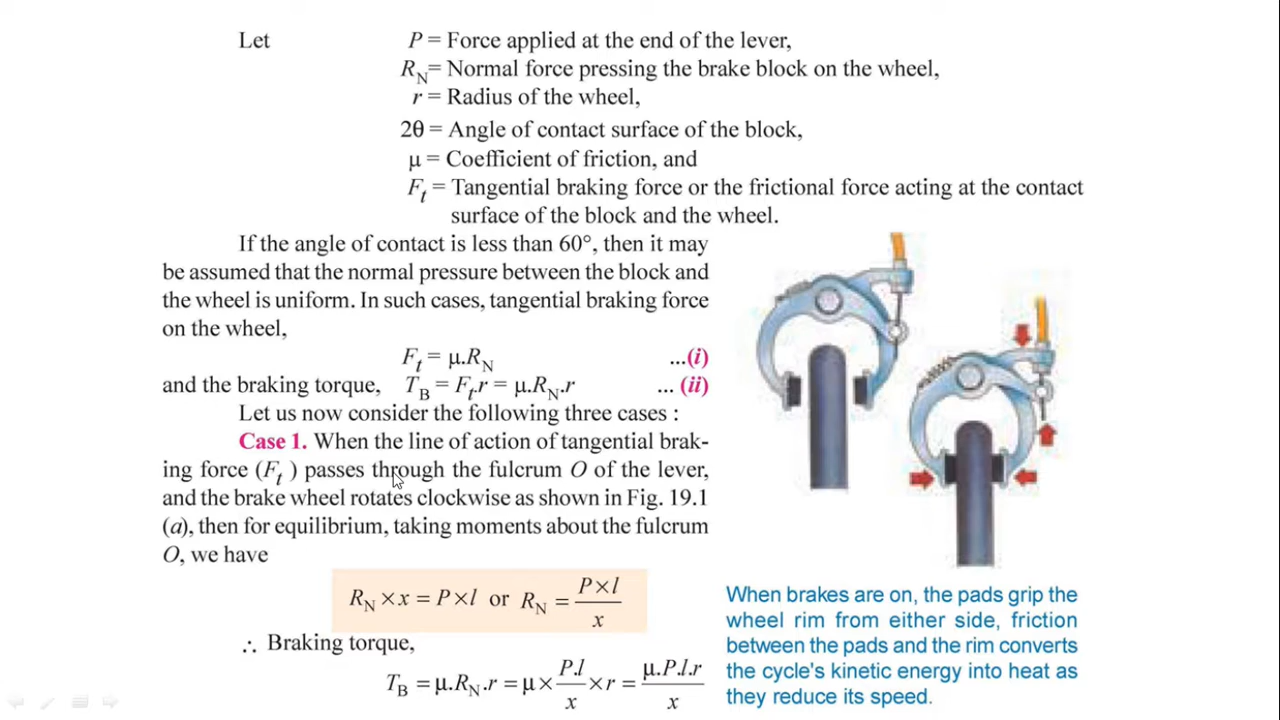 Let P = Force applied at the end of the lever,
R_N = Normal force pressing the brake block on the wheel,
r = Radius of the wheel,
2θ = Angle of contact surface of the block,
μ = Coefficient of friction, and
F_t = Tangential braking force or the frictional force acting at the contact
surface of the block and the wheel.
If the angle of contact is less than 60°, then it may
be assumed that the normal pressure between the block and
the wheel is uniform. In such cases, tangential braking force
on the wheel,
F_t = μ.R_N ...(i)
and the braking torque, T_B = F_t.r = μ.R_N.r ... (ii)
Let us now consider the following three cases :
Case 1. When the line of action of tangential brak-
ing force (F_t ) passes through the fulcrum O of the lever,
and the brake wheel rotates clockwise as shown in Fig. 19.1
(a), then for equilibrium, taking moments about the fulcrum
O, we have
R_N × x = P × l or R_N = P × l / x
∴ Braking torque,
T_B = μ.R_N.r = μ × P.l / x × r = μ.P.l.r / x
When brakes are on, the pads grip the
wheel rim from either side, friction
between the pads and the rim converts
the cycle's kinetic energy into heat as
they reduce its speed.